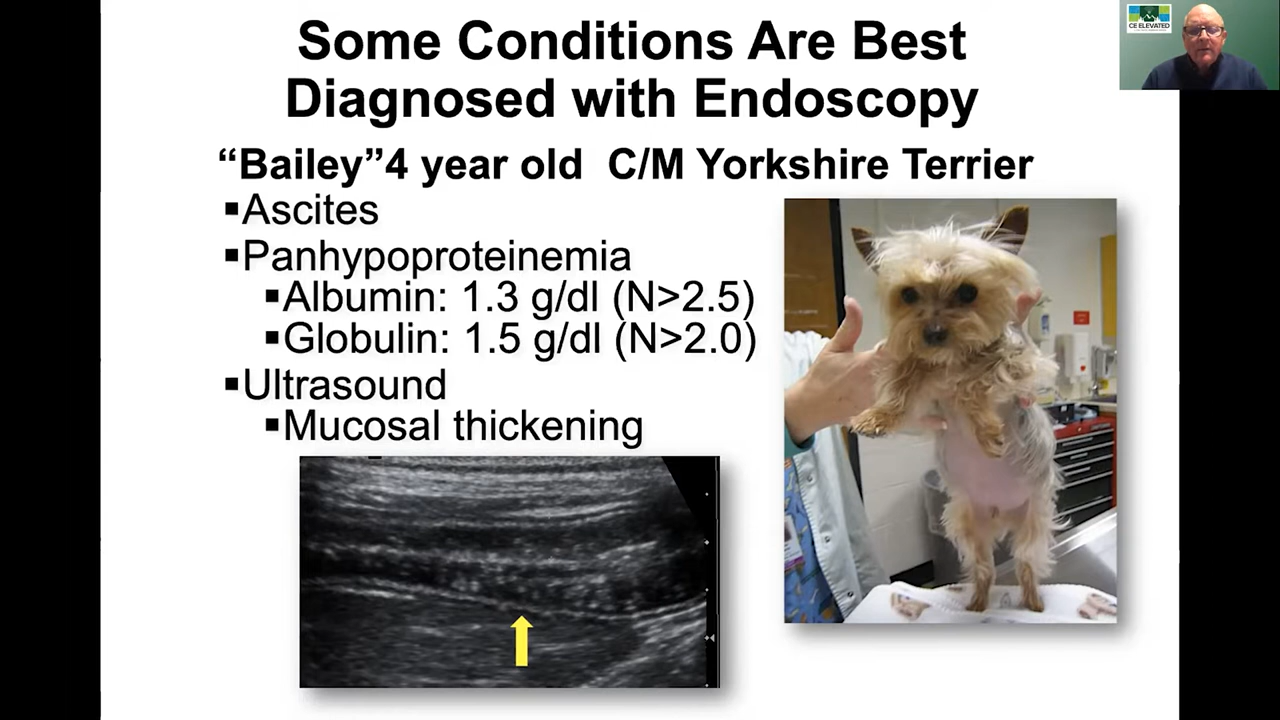 Some Conditions Are Best
Diagnosed with Endoscopy
CE ELEVATED
“Bailey”4 year old  C/M Yorkshire Terrier
▪Ascites
▪Panhypoproteinemia
▪Albumin: 1.3 g/dl (N>2.5)
▪Globulin: 1.5 g/dl (N>2.0)
▪Ultrasound
▪Mucosal thickening